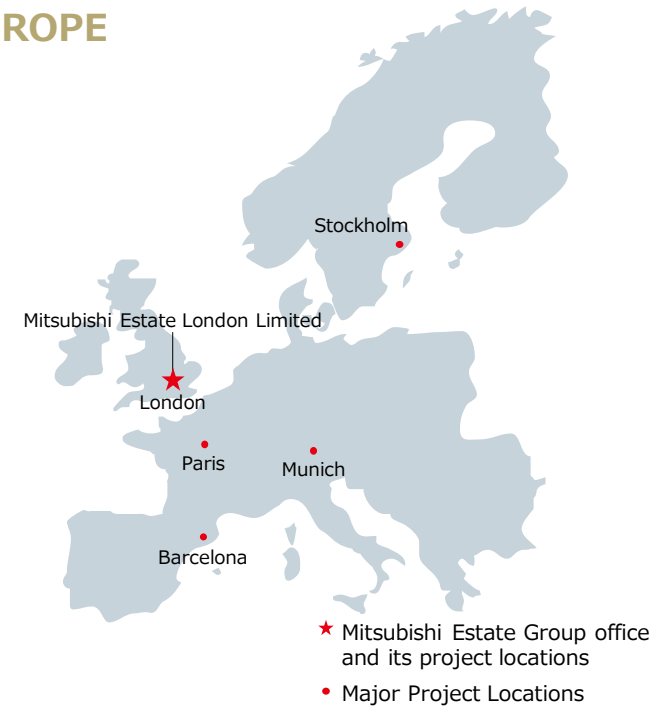 ROPE
Stockholm
Mitsubishi Estate London Limited
London
Paris
Munich
Barcelona
★ Mitsubishi Estate Group office
and its project locations
• Major Project Locations